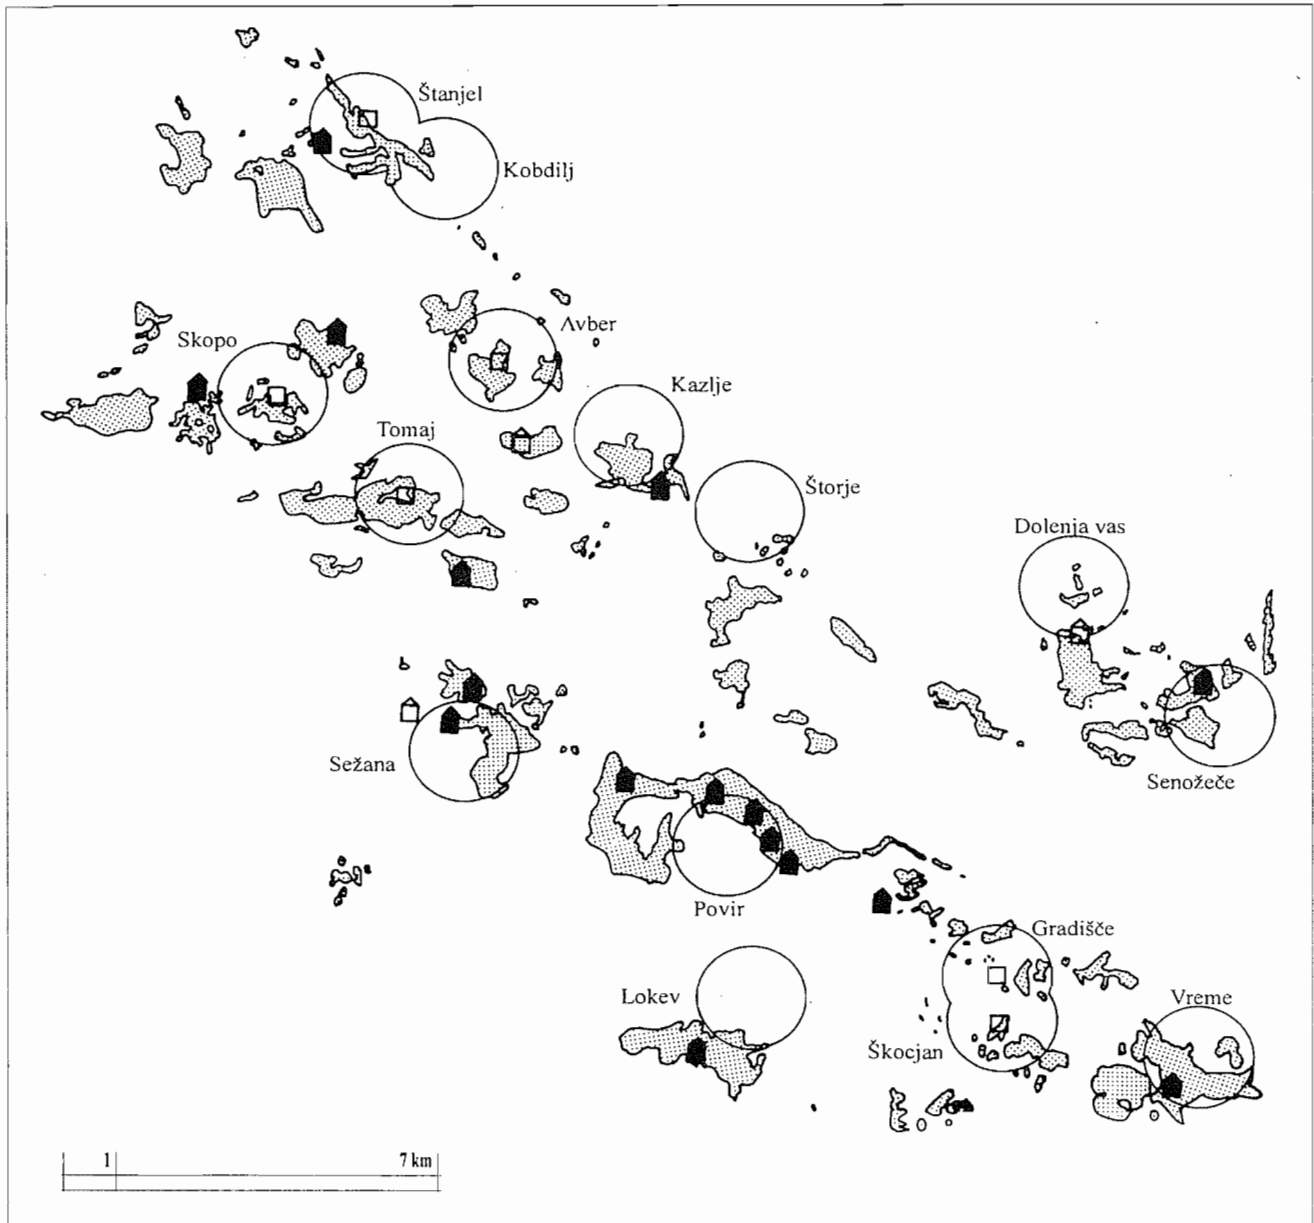 Štanjel
Kobdilj
Avber
Skopo
Kazlje
Tomaj
Štorje
Dolenja vas
Sežana
Senožeče
Povir
Gradišče
Lokev
Vreme
Škocjan
1 7 km